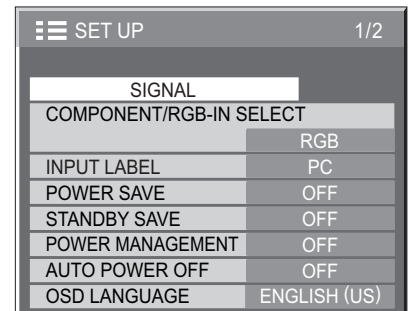 SET UP 1/2
SIGNAL
COMPONENT/RGB-IN SELECT
RGB
INPUT LABEL PC
POWER SAVE OFF
STANDBY SAVE OFF
POWER MANAGEMENT OFF
AUTO POWER OFF OFF
OSD LANGUAGE ENGLISH (US)